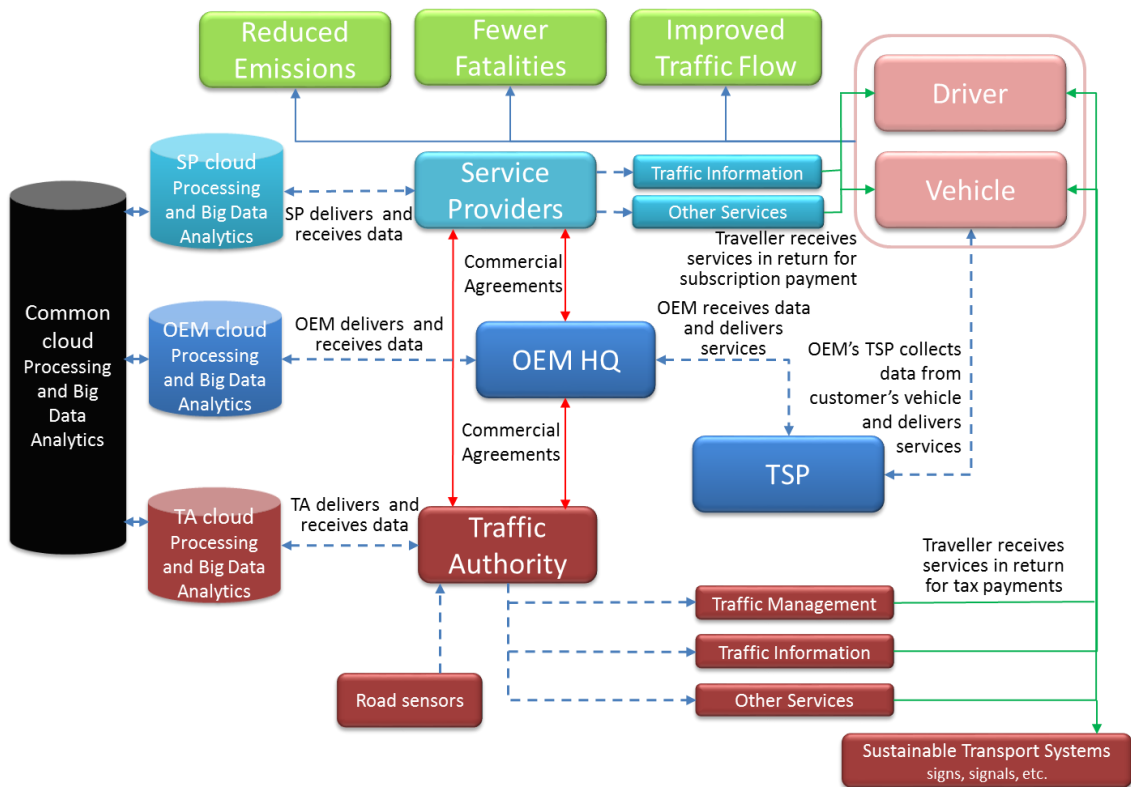 Reduced
Emissions
Fewer
Fatalities
Improved
Traffic Flow
Driver
Vehicle
SP cloud
Processing
and Big Data
Analytics
SP delivers and
receives data
Service
Providers
Traffic Information
Other Services
Traveller receives
services in return for
subscription payment
Commercial
Agreements
Common
cloud
Processing
and Big
Data
Analytics
OEM cloud
Processing
and Big Data
Analytics
OEM delivers and
receives data
OEM HQ
OEM receives data
and delivers
services
OEM's TSP collects
data from
customer's vehicle
and delivers
services
TSP
Commercial
Agreements
TA cloud
Processing
and Big Data
Analytics
TA delivers and
receives data
Traffic
Authority
Traveller receives
services in return
for tax payments
Traffic Management
Traffic Information
Other Services
Road sensors
Sustainable Transport Systems
signs, signals, etc.